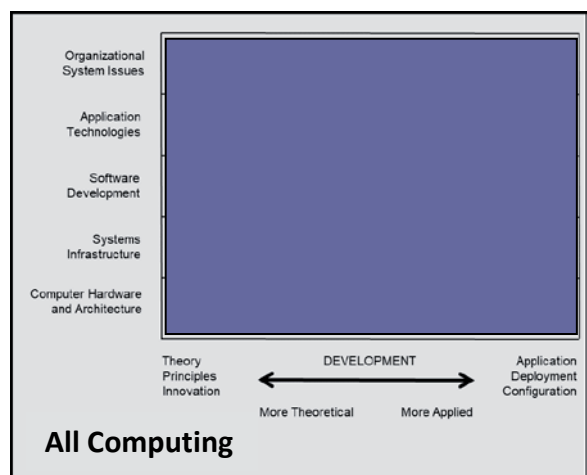 Organizational
System Issues
Application
Technologies
Software
Development
Systems
Infrastructure
Computer Hardware
and Architecture
Theory
Principles
Innovation
DEVELOPMENT
Application
Deployment
Configuration
More Theoretical
More Applied
All Computing